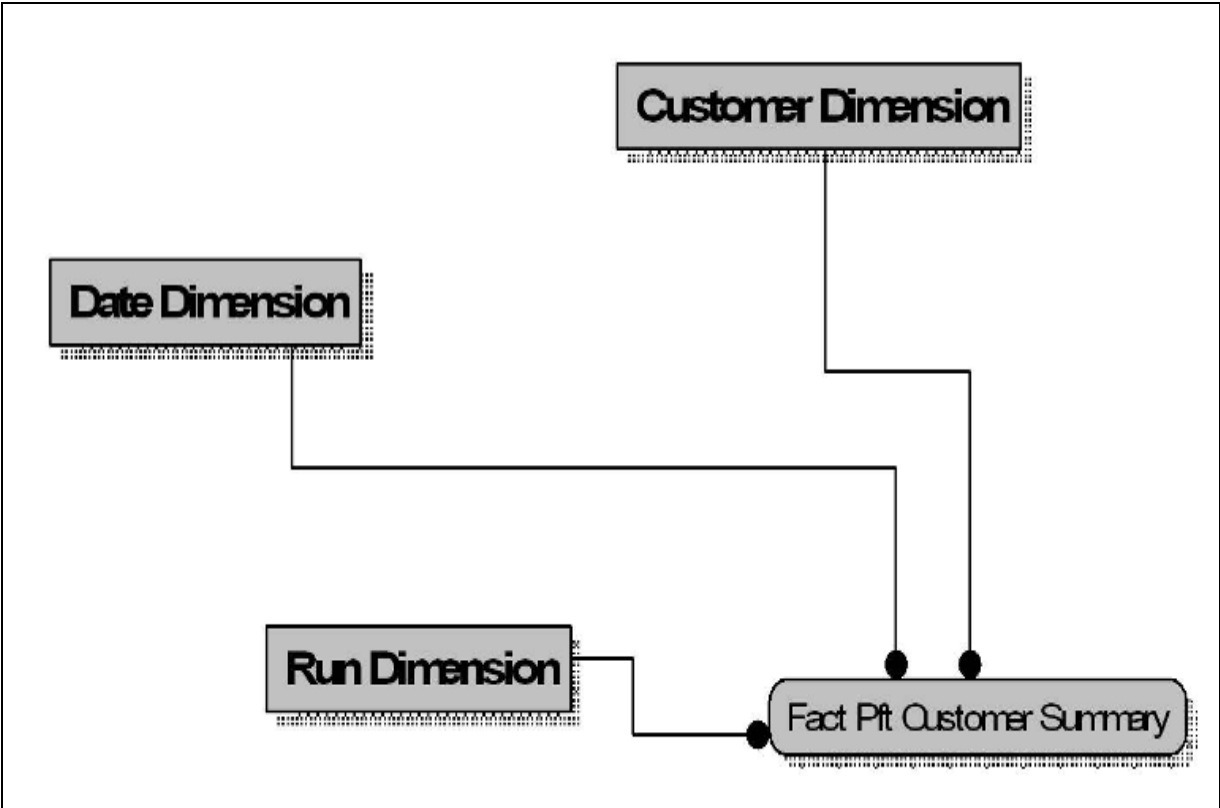 Customer Dimension
Date Dimension
Run Dimension
Fact Pft Customer Summary